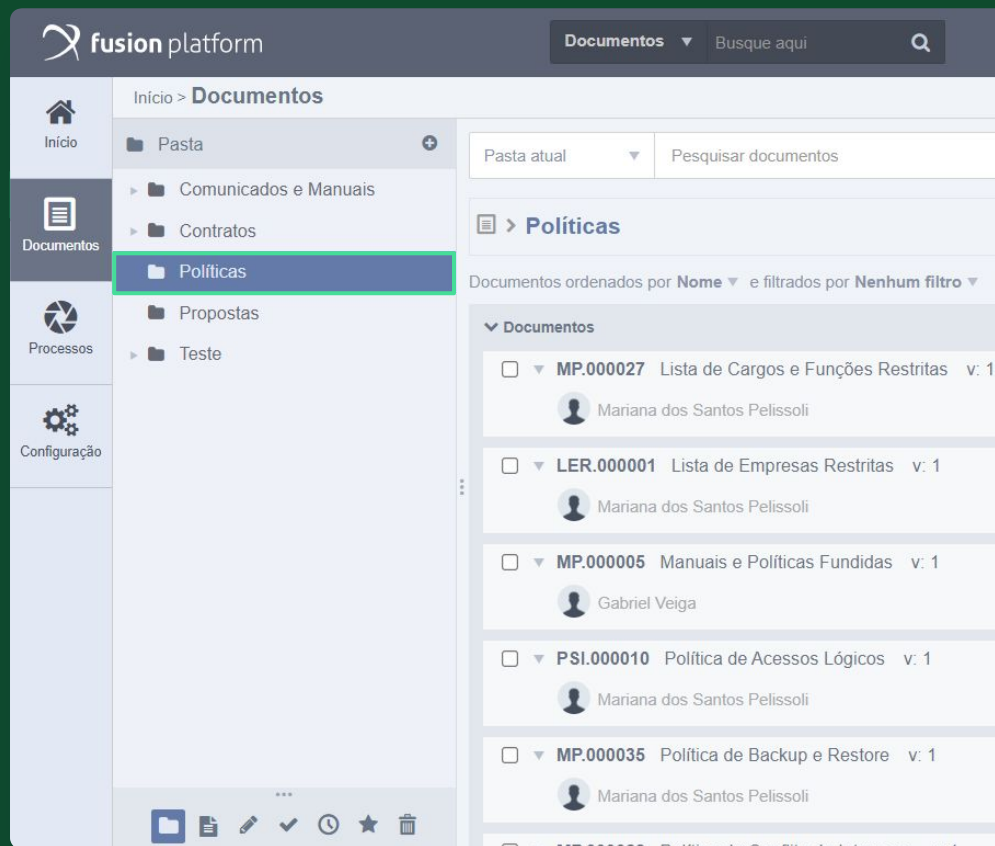 fusion platform
Documentos Busque aqui
Início > Documentos
Início
Documentos
Processos
Configuração
Pasta
Comunicados e Manuais
Contratos
Políticas
Propostas
Teste
Pasta atual Pesquisar documentos
> Políticas
Documentos ordenados por Nome e filtrados por Nenhum filtro
Documentos
MP.000027 Lista de Cargos e Funções Restritas v: 1
Mariana dos Santos Pelissoli
LER.000001 Lista de Empresas Restritas v: 1
Mariana dos Santos Pelissoli
MP.000005 Manuais e Políticas Fundidas v: 1
Gabriel Veiga
PSI.000010 Política de Acessos Lógicos v: 1
Mariana dos Santos Pelissoli
MP.000035 Política de Backup e Restore v: 1
Mariana dos Santos Pelissoli